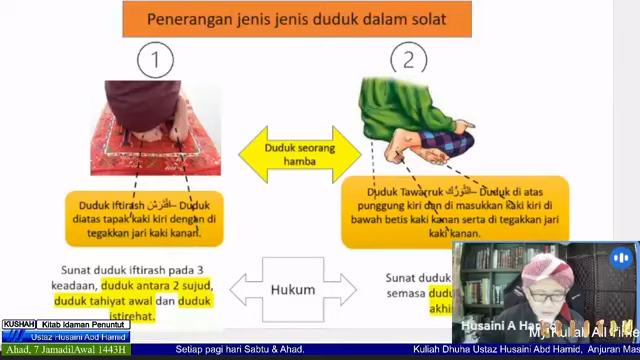 Penerangan jenis jenis duduk dalam solat
1
2
Duduk seorang
hamba
Duduk Iftirash – Duduk
diatas tapak kaki kiri dengan di
tegakkan jari kaki kanan.
Duduk Tawarruk التَّوَرُّك – Duduk di atas
punggung kiri dan di masukkan kaki kiri di
bawah betis kaki kanan serta di tegakkan jari
kaki kanan.
Sunat duduk iftirash pada 3
keadaan, duduk antara 2 sujud,
duduk tahiyat awal dan duduk
istirehat.
Hukum
Sunat duduk
semasa
akhi
Husaini A Ha
KUSHAH Kitab Idaman Penuntut
Ustaz Husaini Abd Hamid
Ahad, 7 JamadilAwal 1443H
Setiap pagi hari Sabtu & Ahad.
Kuliah Dhuha Ustaz Husaini Abd Hamid, Anjuran Mas